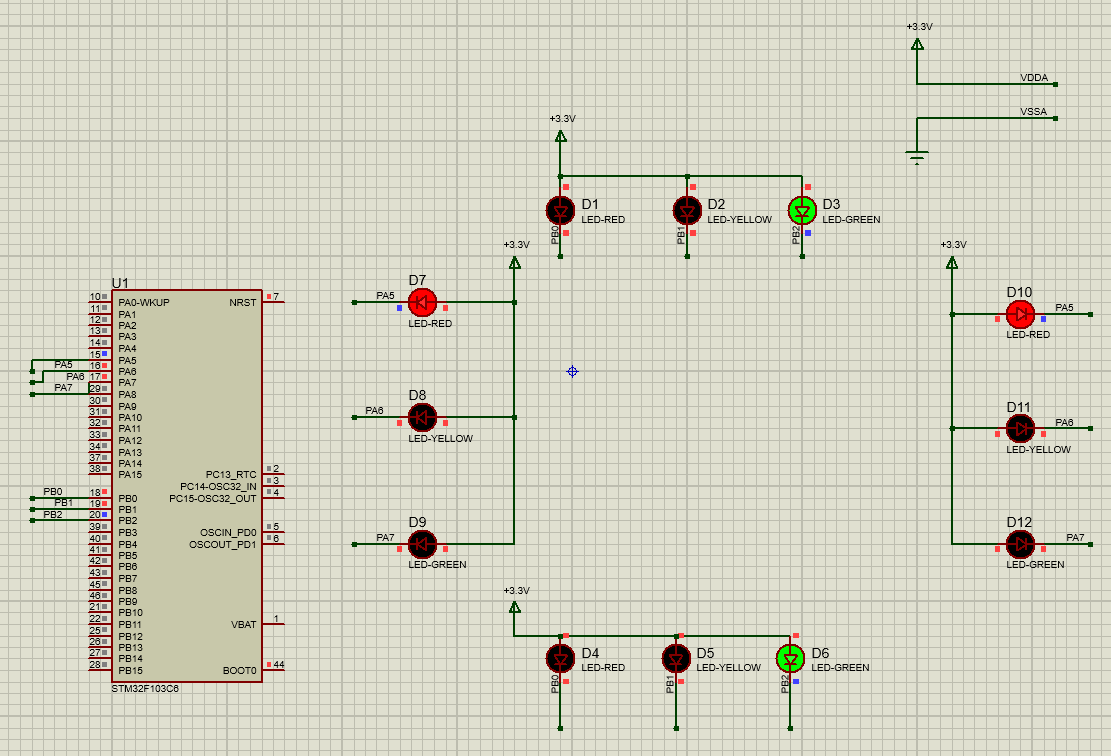 +3.3V
VDDA
VSSA
+3.3V
D1
LED-RED
PB0
D2
LED-YELLOW
PB1
D3
LED-GREEN
PB2
+3.3V
D7
PA5
LED-RED
D8
PA6
LED-YELLOW
D9
PA7
LED-GREEN
+3.3V
D10
PA5
LED-RED
D11
PA6
LED-YELLOW
D12
PA7
LED-GREEN
+3.3V
D4
LED-RED
PB0
D5
LED-YELLOW
PB1
D6
LED-GREEN
PB2
U1
10 PA0-WKUP NRST 7
11 PA1
12 PA2
13 PA3
14 PA4
15 PA5
PA5 16 PA6
PA6 17 PA7
PA7 29 PA8
30 PA9
31 PA10
32 PA11
33 PA12
34 PA13
37 PA14
38 PA15 PC13_RTC 2
PC14-OSC32_IN 3
PB0 18 PB0 PC15-OSC32_OUT 4
PB1 19 PB1
PB2 20 PB2
39 PB3 OSCIN_PD0 5
40 PB4 OSCOUT_PD1 6
41 PB5
42 PB6
43 PB7
45 PB8
46 PB9
21 PB10
22 PB11 VBAT 1
25 PB12
26 PB13
27 PB14
28 PB15 BOOT0 44
STM32F103C6